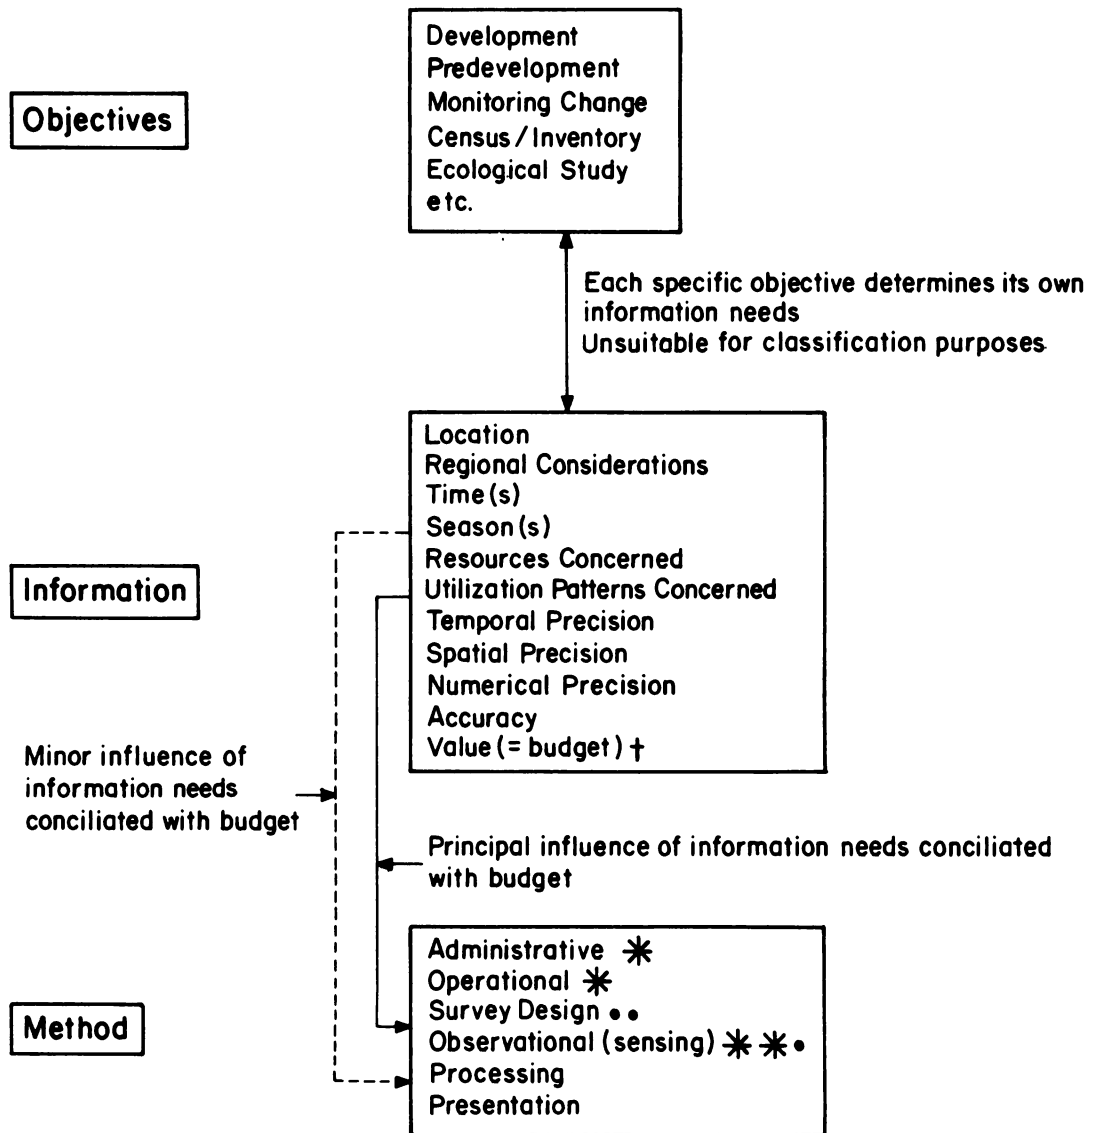 Development
Predevelopment
Monitoring Change
Census/Inventory
Ecological Study
etc.
Objectives
Each specific objective determines its own
information needs
Unsuitable for classification purposes
Location
Regional Considerations
Time(s)
Season(s)
Resources Concerned
Utilization Patterns Concerned
Temporal Precision
Spatial Precision
Numerical Precision
Accuracy
Value (= budget) †
Information
Minor influence of
information needs
conciliated with budget
Principal influence of information needs conciliated
with budget
Administrative *
Operational *
Survey Design • •
Observational (sensing) * * •
Processing
Presentation
Method